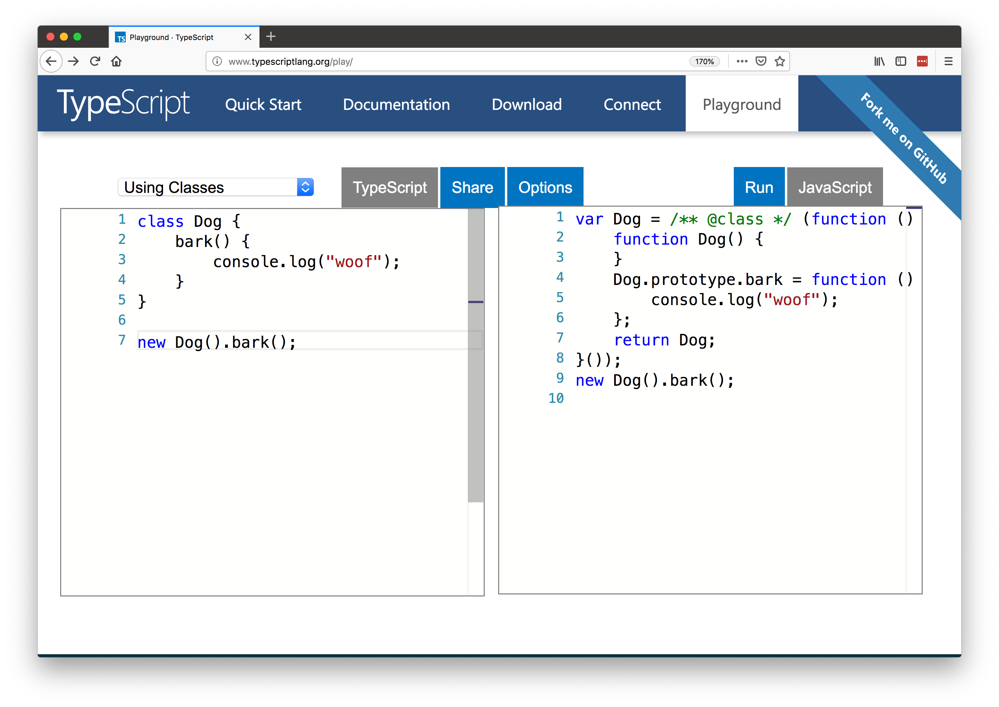 TS Playground · TypeScript
www.typescriptlang.org/play/ 170%
TypeScript Quick Start Documentation Download Connect Playground
Fork me on GitHub
Using Classes TypeScript Share Options Run JavaScript
1 class Dog {
2 bark() {
3 console.log("woof");
4 }
5 }
6
7 new Dog().bark();
1 var Dog = /** @class */ (function ()
2 function Dog() {
3 }
4 Dog.prototype.bark = function ()
5 console.log("woof");
6 };
7 return Dog;
8 }());
9 new Dog().bark();
10